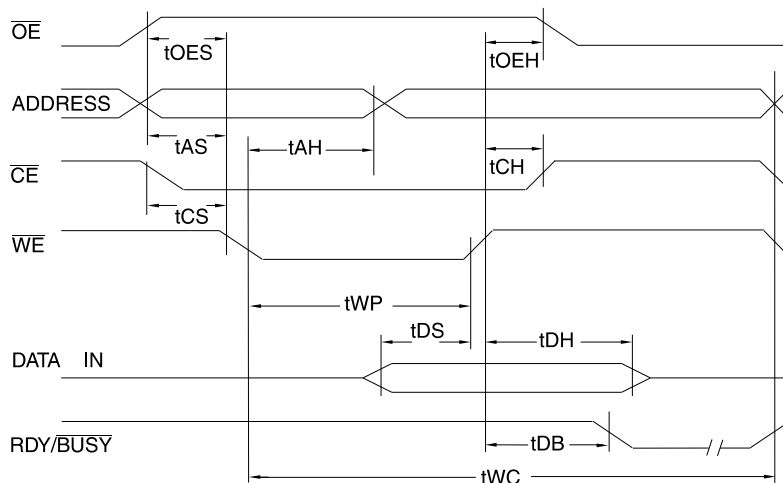 OE
tOES
tOEH
ADDRESS
tAS
tAH
tCH
CE
tCS
WE
tWP
tDS
tDH
DATA IN
RDY/BUSY
tDB
tWC